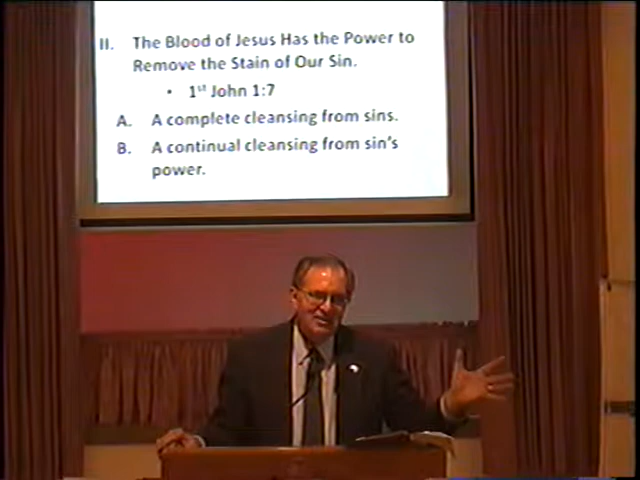 II. The Blood of Jesus Has the Power to
Remove the Stain of Our Sin.
• 1st John 1:7
A. A complete cleansing from sins.
B. A continual cleansing from sin's
power.